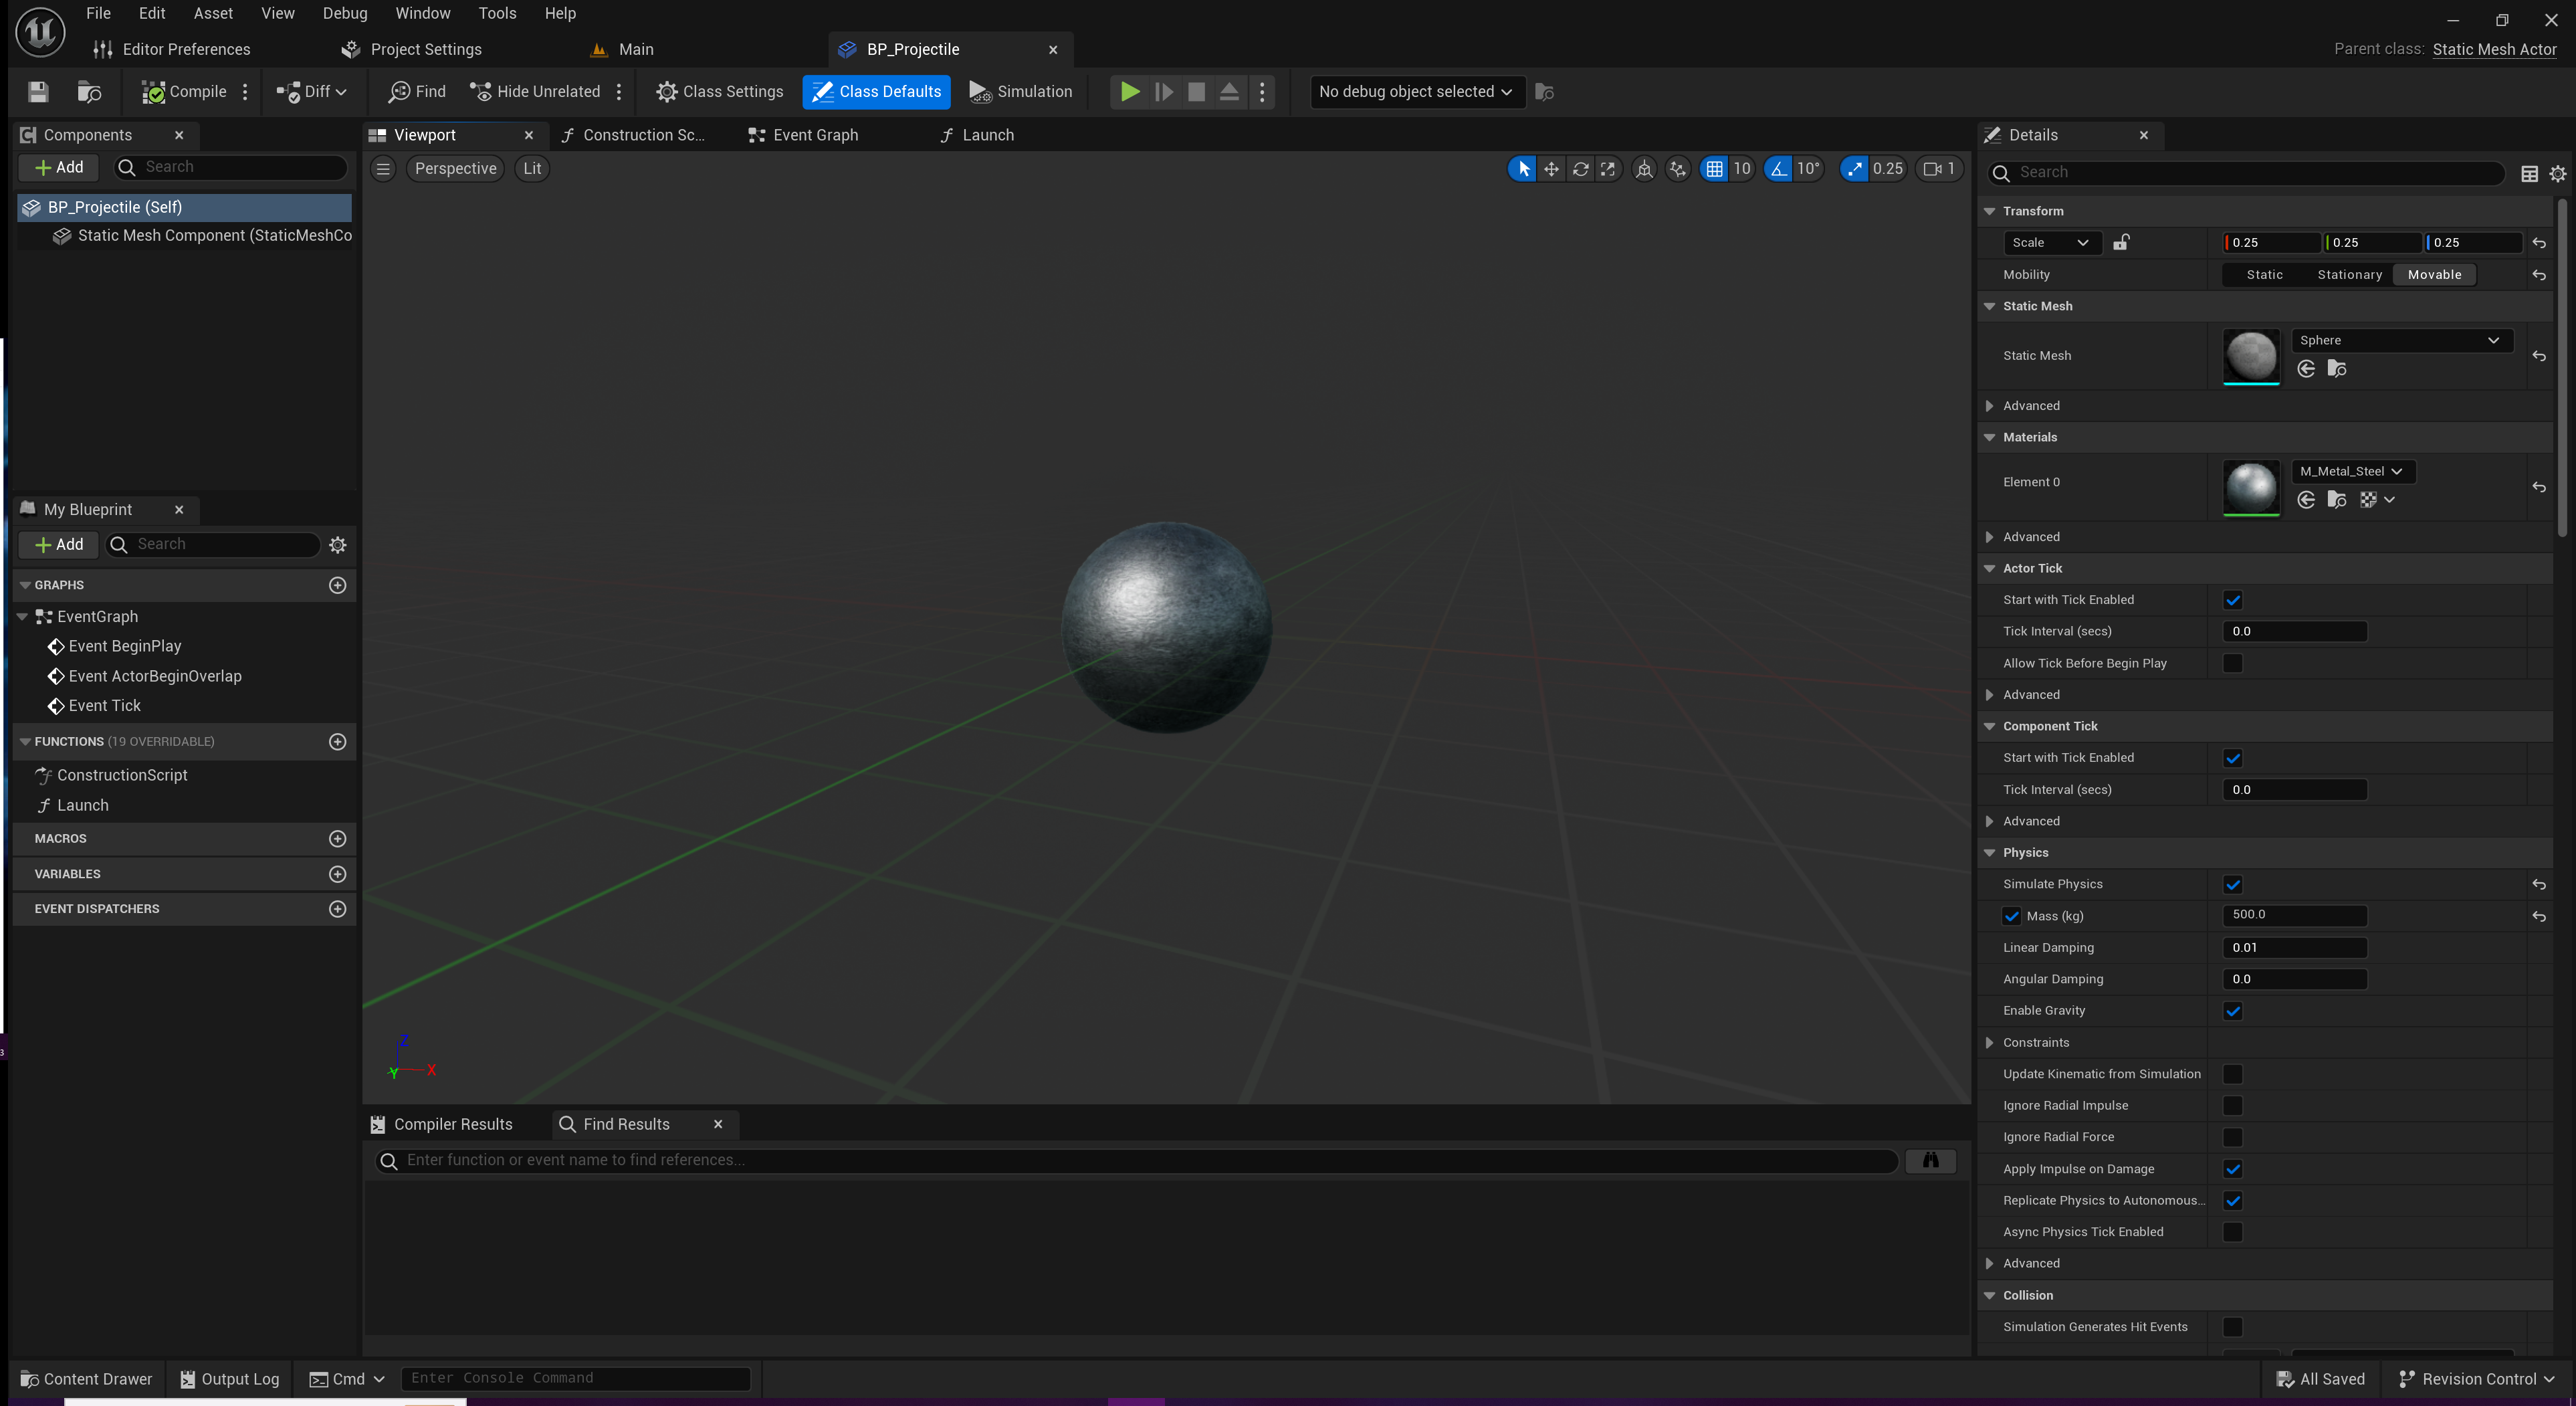 File Edit Asset View Debug Window Tools Help
Editor Preferences Project Settings Main BP_Projectile
Parent class: Static Mesh Actor
Compile Diff Find Hide Unrelated Class Settings Class Defaults Simulation No debug object selected
Components
Add Search
BP_Projectile (Self)
Static Mesh Component (StaticMeshCo
My Blueprint
Add Search
GRAPHS
EventGraph
Event BeginPlay
Event ActorBeginOverlap
Event Tick
FUNCTIONS (19 OVERRIDABLE)
ConstructionScript
Launch
MACROS
VARIABLES
EVENT DISPATCHERS
3
Viewport Construction Sc... Event Graph Launch
Perspective Lit 10 10° 0.25 1
Z
Y X
Compiler Results Find Results
Enter function or event name to find references...
Details
Search
Transform
Scale 0.25 0.25 0.25
Mobility Static Stationary Movable
Static Mesh
Static Mesh Sphere
Advanced
Materials
Element 0 M_Metal_Steel
Advanced
Actor Tick
Start with Tick Enabled
Tick Interval (secs) 0.0
Allow Tick Before Begin Play
Advanced
Component Tick
Start with Tick Enabled
Tick Interval (secs) 0.0
Advanced
Physics
Simulate Physics
Mass (kg) 500.0
Linear Damping 0.01
Angular Damping 0.0
Enable Gravity
Constraints
Update Kinematic from Simulation
Ignore Radial Impulse
Ignore Radial Force
Apply Impulse on Damage
Replicate Physics to Autonomous...
Async Physics Tick Enabled
Advanced
Collision
Simulation Generates Hit Events
Content Drawer Output Log Cmd Enter Console Command All Saved Revision Control